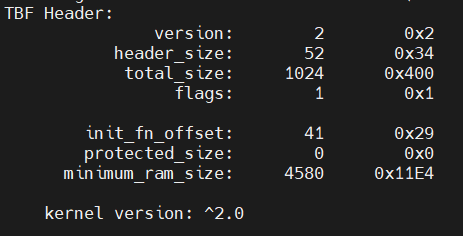 TBF Header:
version: 2 0x2
header_size: 52 0x34
total_size: 1024 0x400
flags: 1 0x1
init_fn_offset: 41 0x29
protected_size: 0 0x0
minimum_ram_size: 4580 0x11E4
kernel version: ^2.0